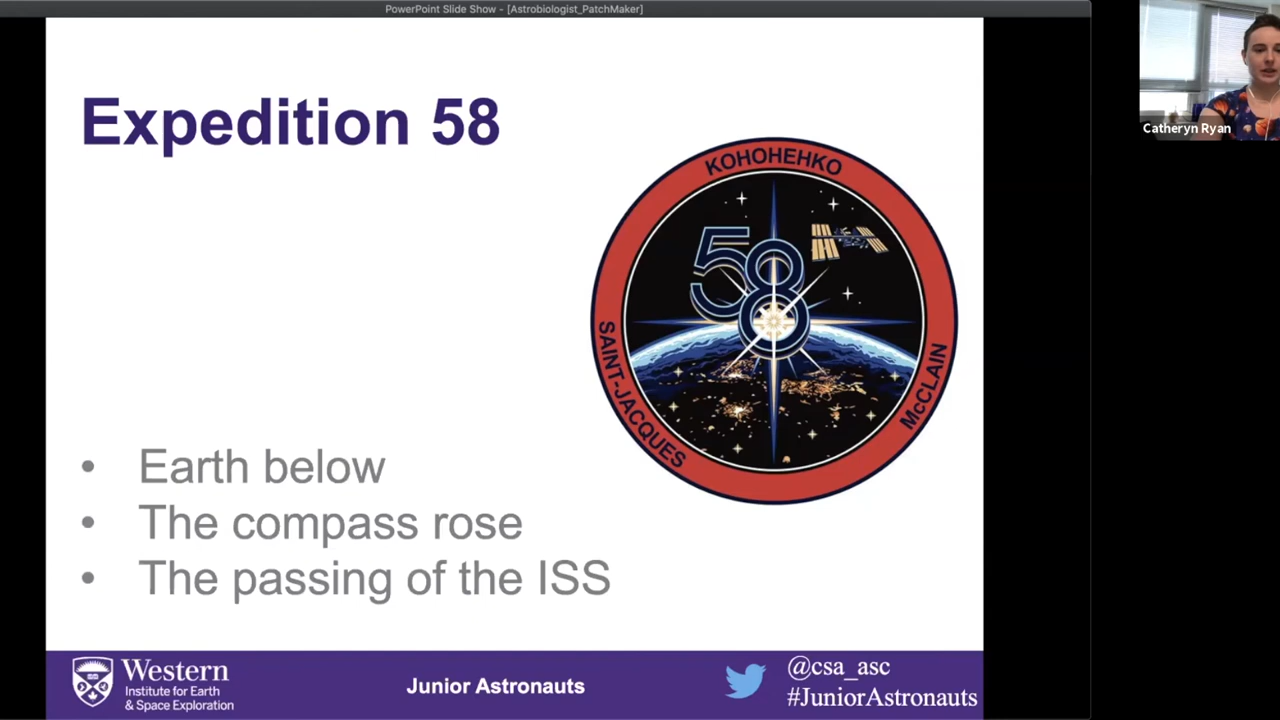 PowerPoint Slide Show - [Astrobiologist_PatchMaker]
Catheryn Ryan
Expedition 58
КОНОНЕНКО
58
SAINT-JACQUES
McCLAIN
• Earth below
• The compass rose
• The passing of the ISS
Western
Institute for Earth
& Space Exploration
Junior Astronauts
@csa_asc
#JuniorAstronauts